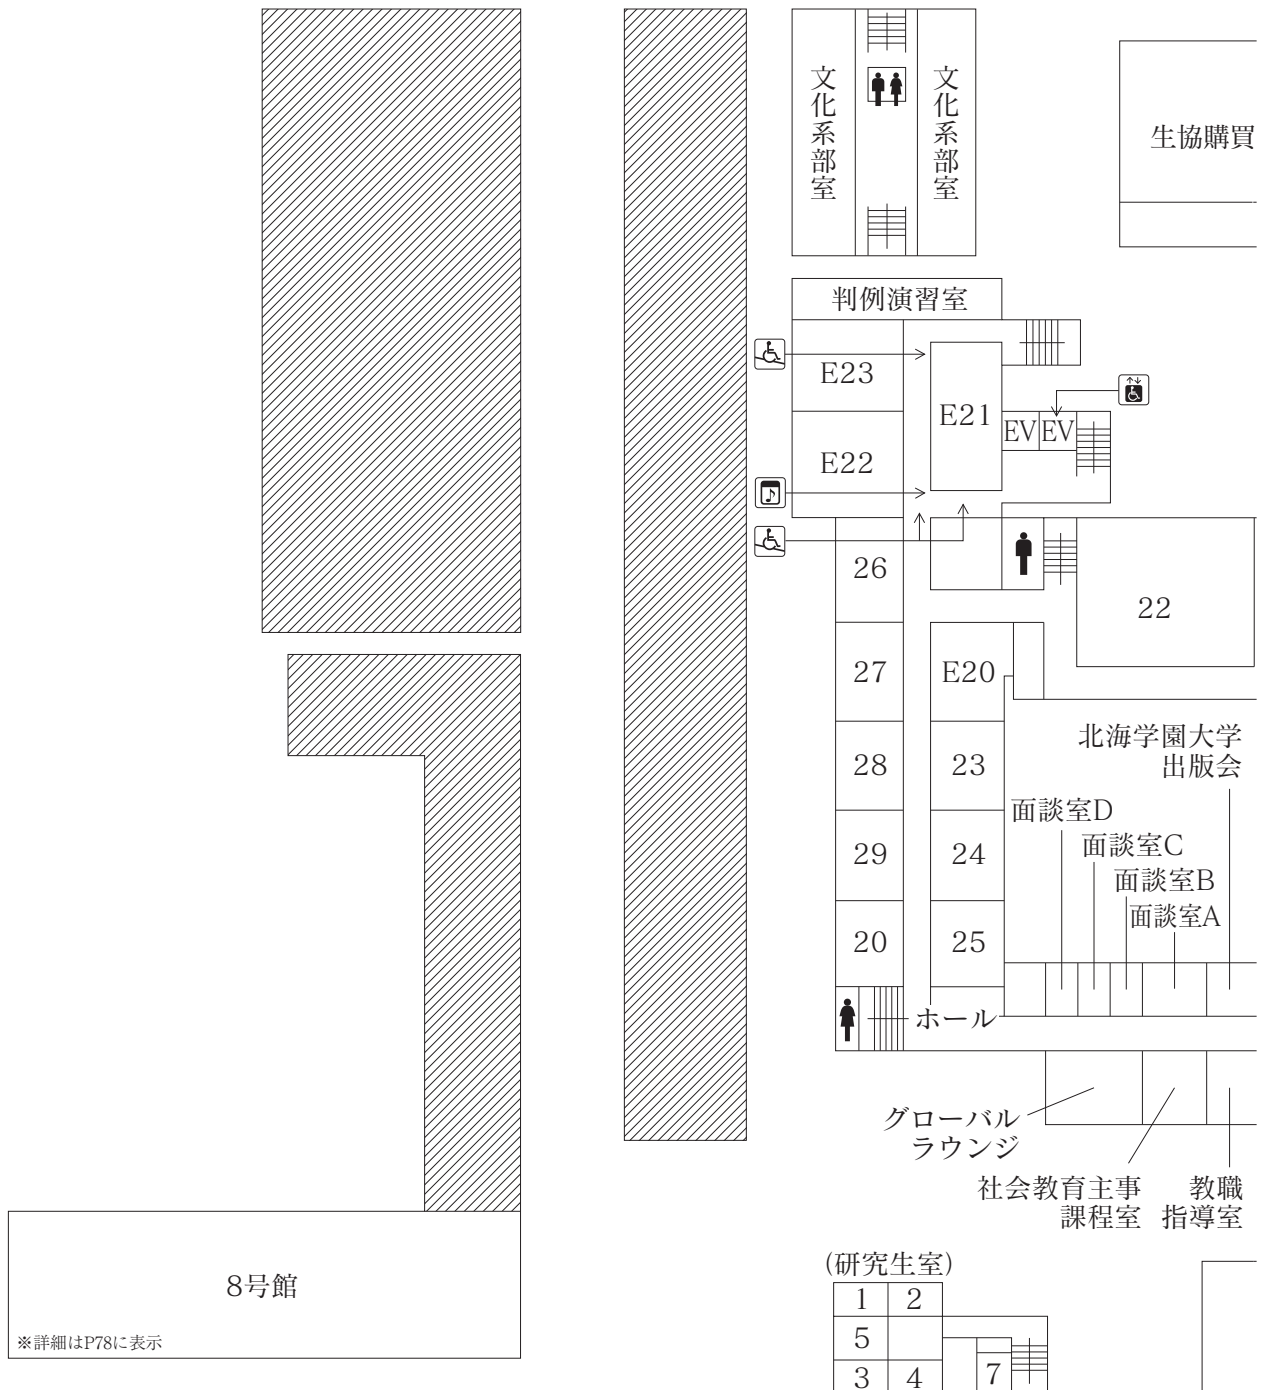 文化系部室
文化系部室
生協購買
判例演習室
E23
E21
EV
EV
E22
26
22
27
E20
北海学園大学
出版会
28
23
面談室D
面談室C
29
24
面談室B
面談室A
20
25
ホール
グローバル
ラウンジ
社会教育主事
課程室
教職
指導室
(研究生室)
8号館
※詳細はP78に表示
1
2
5
3
4
7